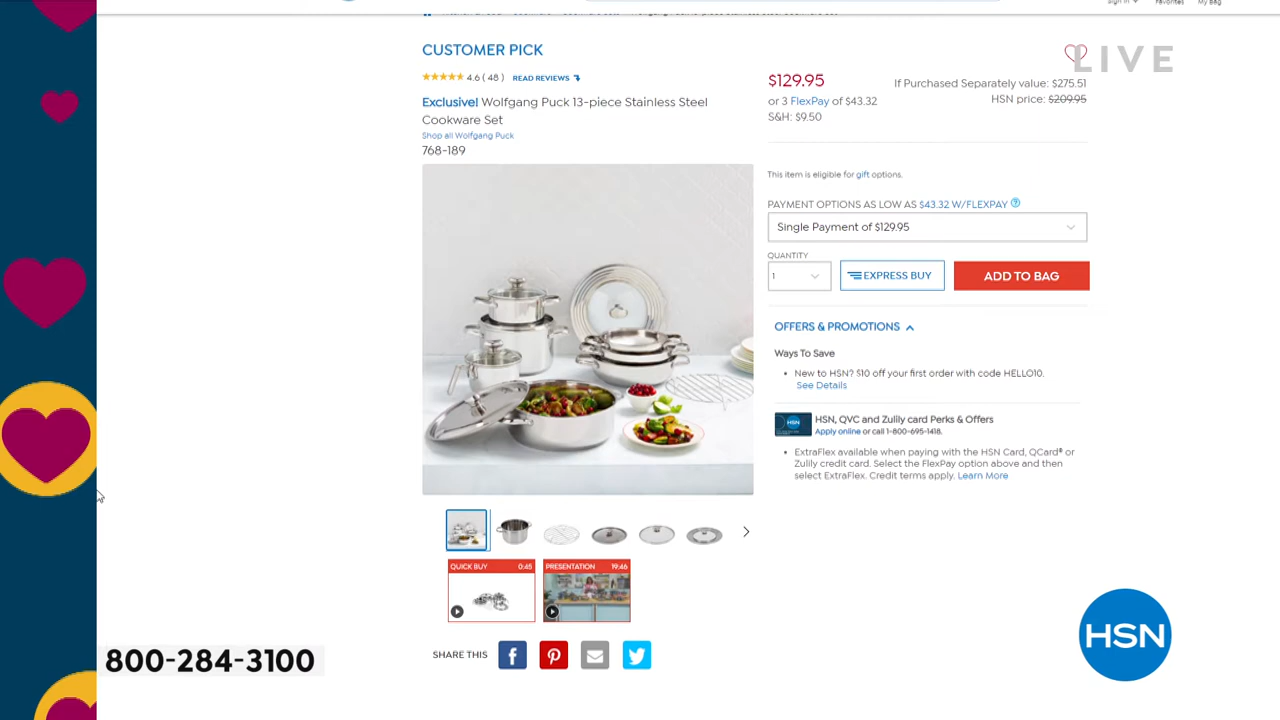 Sign in
Favorites
My Bag
LIVE
CUSTOMER PICK
4.6 ( 48 ) READ REVIEWS
Exclusive! Wolfgang Puck 13-piece Stainless Steel
Cookware Set
Shop all Wolfgang Puck
768-189
$129.95
or 3 FlexPay of $43.32
S&H: $9.50
If Purchased Separately value: $275.51
HSN price: $209.95
This item is eligible for gift options.
PAYMENT OPTIONS AS LOW AS $43.32 W/FLEXPAY ?
Single Payment of $129.95
QUANTITY
1
EXPRESS BUY
ADD TO BAG
OFFERS & PROMOTIONS
Ways To Save
• New to HSN? $10 off your first order with code HELLO10.
See Details
HSN
HSN, QVC and Zulily card Perks & Offers
Apply online or call 1-800-695-1418.
• ExtraFlex available when paying with the HSN Card, QCard® or
Zulily credit card. Select the FlexPay option above and then
select ExtraFlex. Credit terms apply. Learn More
QUICK BUY 0:45
PRESENTATION 19:46
SHARE THIS
800-284-3100
HSN